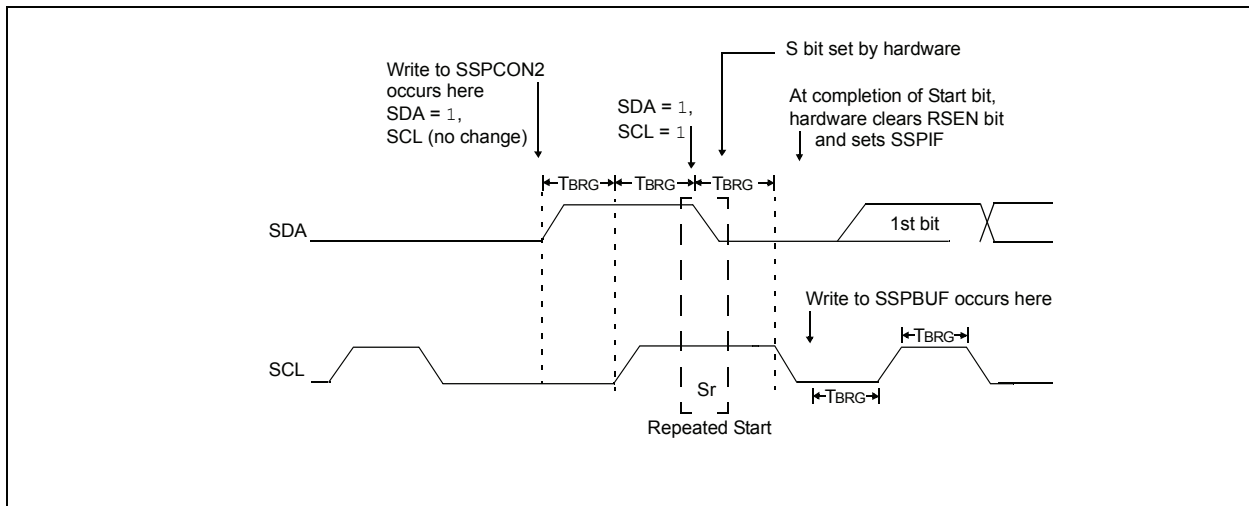 S bit set by hardware
Write to SSPCON2
occurs here
SDA = 1,
SCL (no change)
SDA = 1,
SCL = 1
At completion of Start bit,
hardware clears RSEN bit
and sets SSPIF
TBRG TBRG TBRG
SDA
1st bit
Write to SSPBUF occurs here
TBRG
SCL
Sr
TBRG
Repeated Start